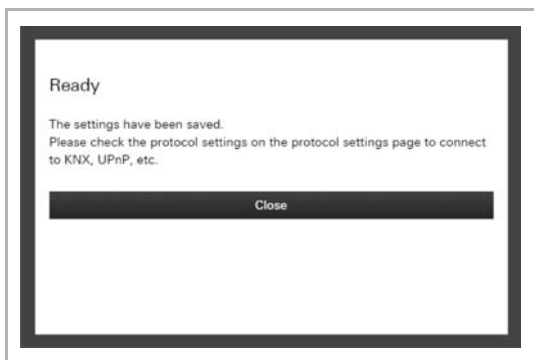 Ready
The settings have been saved.
Please check the protocol settings on the protocol settings page to connect
to KNX, UPnP, etc.
Close